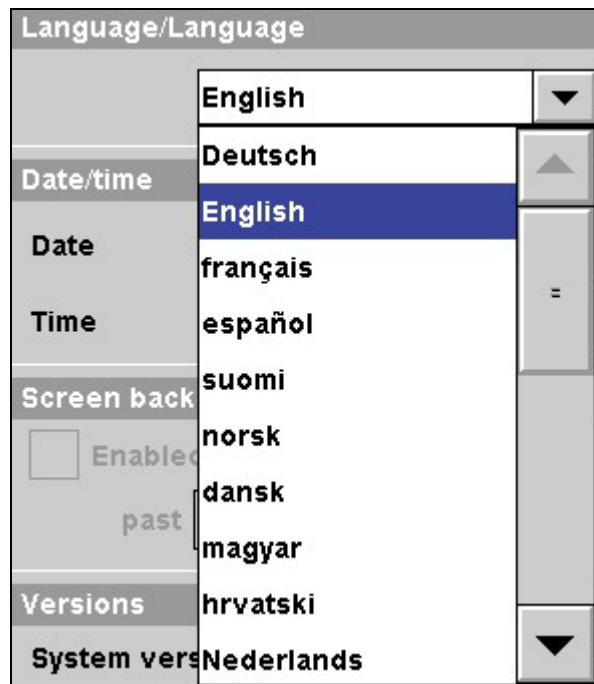 Language/Language
English
Deutsch
English
français
español
suomi
norsk
dansk
magyar
hrvatski
Nederlands
Date/time
Date
Time
Screen back
Enabled
past
Versions
System vers